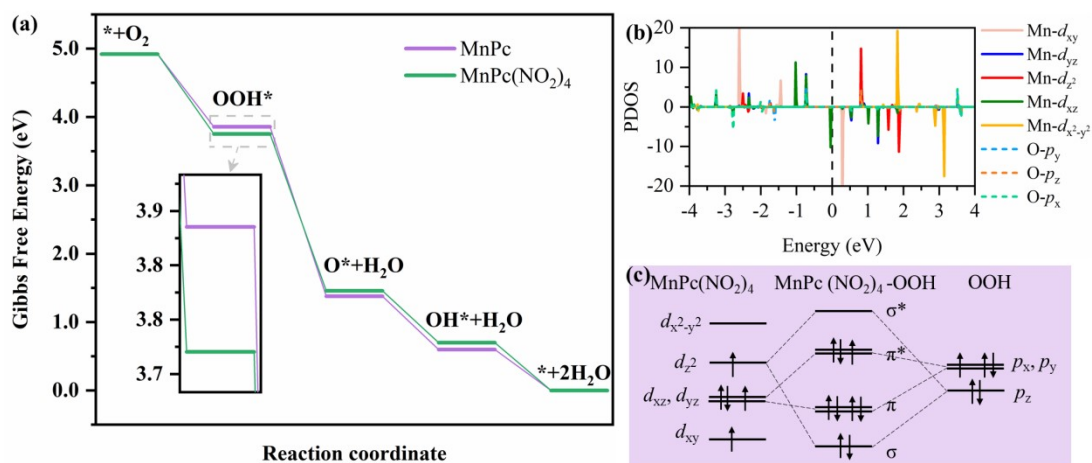 (a)
*+O₂
MnPc
MnPc(NO₂)₄
OOH*
O*+H₂O
OH*+H₂O
*+2H₂O
5.0
4.0
3.0
2.0
1.0
0.0
3.9
3.8
3.8
3.7
Gibbs Free Energy (eV)
Reaction coordinate
(b)
20
10
0
-10
-20
PDOS
-4 -3 -2 -1 0 1 2 3 4
Energy (eV)
Mn-dxy
Mn-dyz
Mn-dz²
Mn-dxz
Mn-dx²-y²
O-py
O-pz
O-px
(c)
MnPc(NO₂)₄ MnPc (NO₂)₄-OOH OOH
σ*
dx²-y²
π*
dz²
px, py
dxz, dyz
π
pz
dxy
σ